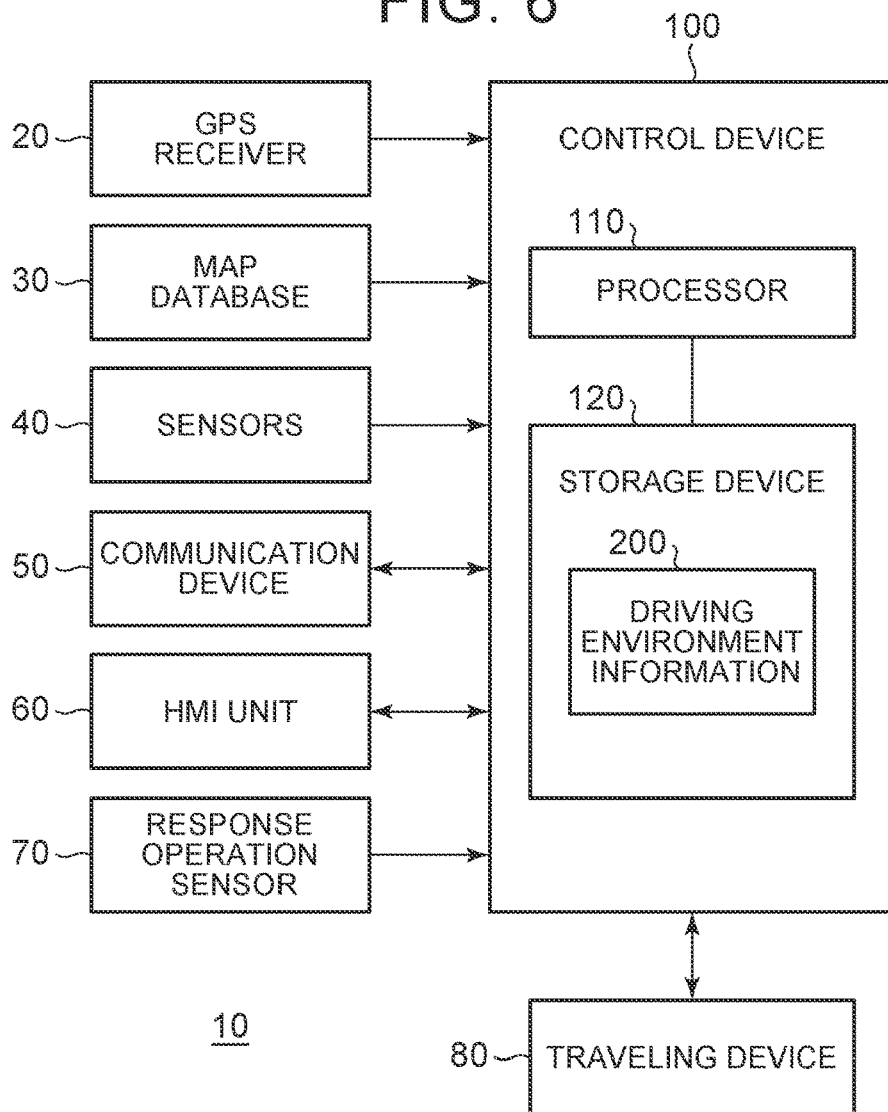 FIG. 6
100
20
GPS
RECEIVER
CONTROL DEVICE
30
MAP
DATABASE
110
PROCESSOR
40
SENSORS
120
STORAGE DEVICE
50
COMMUNICATION
DEVICE
200
DRIVING
ENVIRONMENT
INFORMATION
60
HMI UNIT
70
RESPONSE
OPERATION
SENSOR
10
80
TRAVELING DEVICE